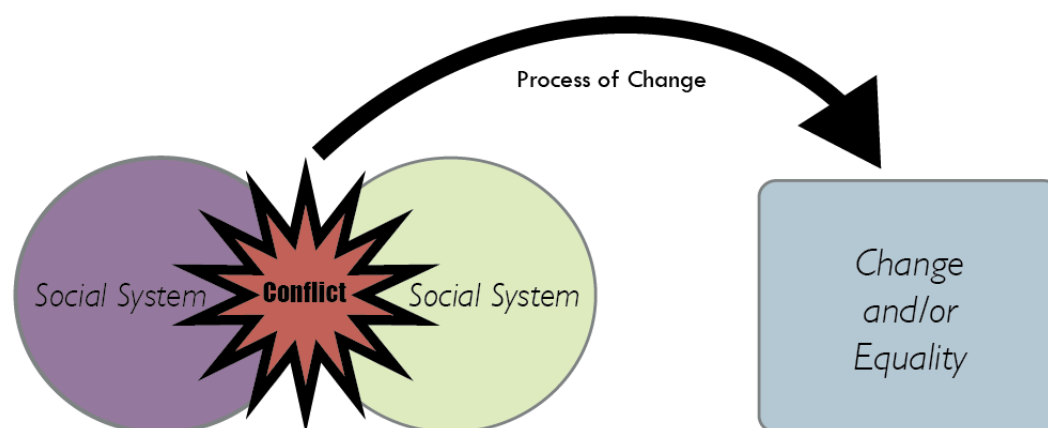 Process of Change
Social System
Conflict
Social System
Change
and/or
Equality